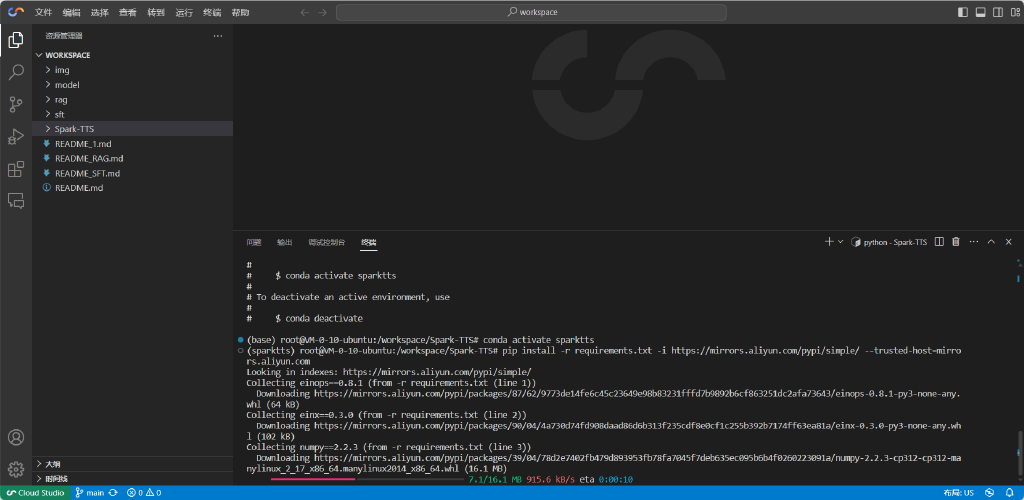 文件 编辑 选择 查看 转到 运行 终端 帮助
workspace
资源管理器
WORKSPACE
img
model
rag
sft
Spark-TTS
README_1.md
README_RAG.md
README_SFT.md
README.md
大纲
时间线
问题 输出 调试控制台 终端
python - Spark-TTS
#
# $ conda activate sparktts
#
# To deactivate an active environment, use
#
# $ conda deactivate
(base) root@VM-0-10-ubuntu:/workspace/Spark-TTS# conda activate sparktts
(sparktts) root@VM-0-10-ubuntu:/workspace/Spark-TTS# pip install -r requirements.txt -i https://mirrors.aliyun.com/pypi/simple/ --trusted-host=mirro
rs.aliyun.com
Looking in indexes: https://mirrors.aliyun.com/pypi/simple/
Collecting einops==0.8.1 (from -r requirements.txt (line 1))
Downloading https://mirrors.aliyun.com/pypi/packages/87/62/9773de14fe6c45c23649e98b83231fffd7b9892b6cf863251dc2afa73643/einops-0.8.1-py3-none-any.
whl (64 kB)
Collecting einx==0.3.0 (from -r requirements.txt (line 2))
Downloading https://mirrors.aliyun.com/pypi/packages/90/04/4a730d74fd908daad86d6b313f235cdf8e0cf1c255b392b7174ff63ea81a/einx-0.3.0-py3-none-any.wh
l (102 kB)
Collecting numpy==2.2.3 (from -r requirements.txt (line 3))
Downloading https://mirrors.aliyun.com/pypi/packages/39/04/78d2e7402fb479d893953fb78fa7045f7deb635ec095b6b4f0260223091a/numpy-2.2.3-cp312-cp312-ma
nylinux_2_17_x86_64.manylinux2014_x86_64.whl (16.1 MB)
7.1/16.1 MB 915.6 kB/s eta 0:00:10
Cloud Studio main 0 0 布局: US